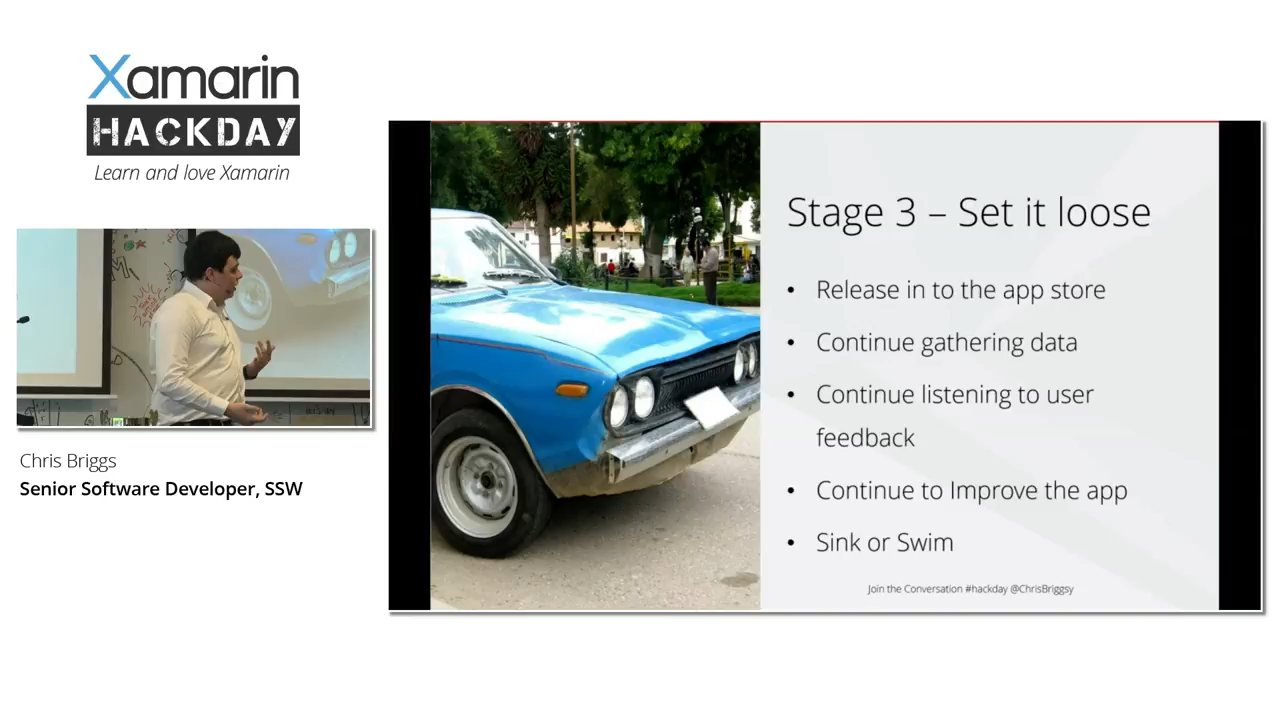 Xamarin
HACKDAY
Learn and love Xamarin
Chris Briggs
Senior Software Developer, SSW
Stage 3 – Set it loose
• Release in to the app store
• Continue gathering data
• Continue listening to user
feedback
• Continue to Improve the app
• Sink or Swim
Join the Conversation #hackday @ChrisBriggsy